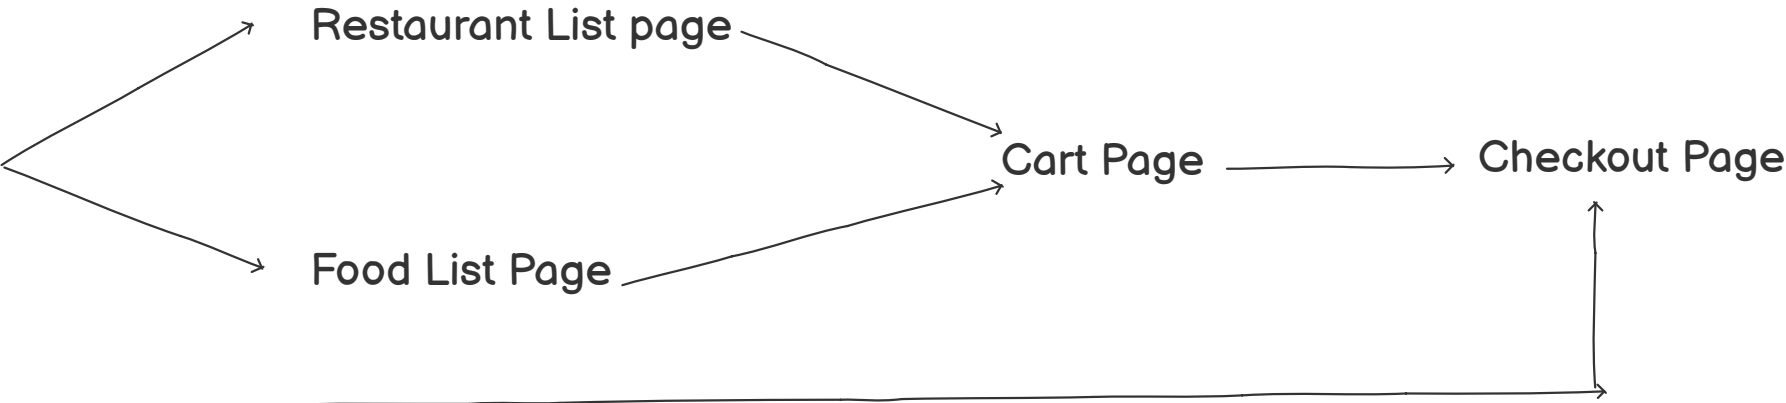 Restaurant List page
Cart Page
Checkout Page
Food List Page